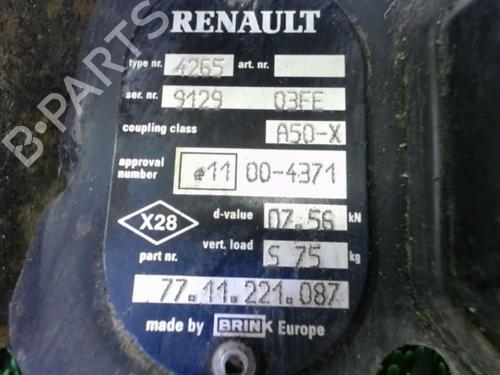 RENAULT
type nr. 4265 art. nr.
ser. nr. 9129 03FE
coupling class A50-X
approval number e11 00-4371
X28 d-value 07.56 kN
vert. load S 75 kg
part nr. 77.11.221.087
made by BRINK Europe
B-PARTS